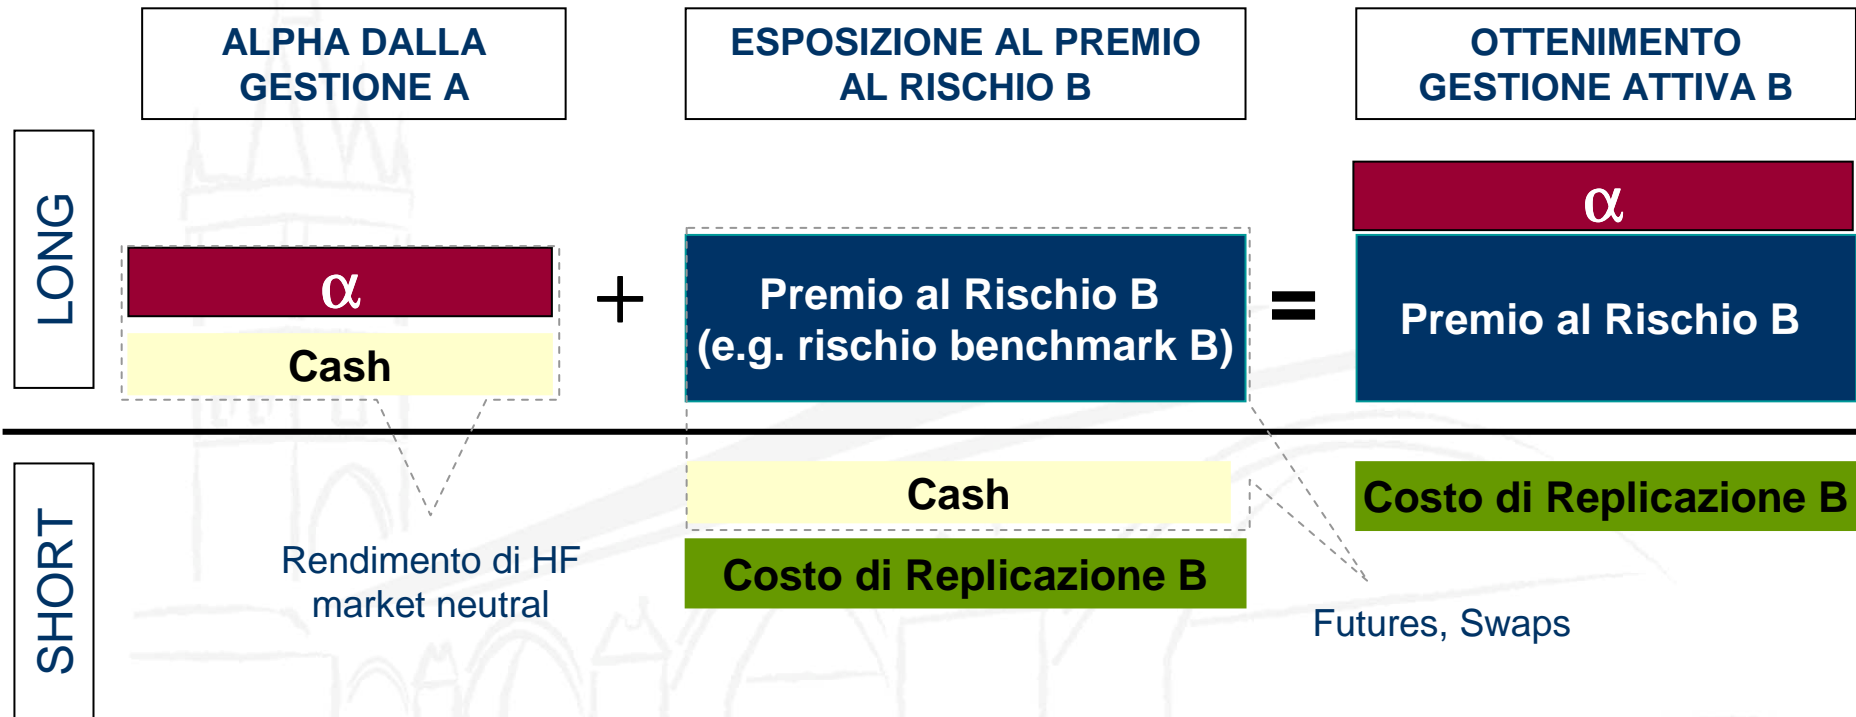 ALPHA DALLA
GESTIONE A
ESPOSIZIONE AL PREMIO
AL RISCHIO B
OTTENIMENTO
GESTIONE ATTIVA B
LONG
α
Cash
+
Premio al Rischio B
(e.g. rischio benchmark B)
=
α
Premio al Rischio B
SHORT
Rendimento di HF
market neutral
Cash
Costo di Replicazione B
Costo di Replicazione B
Futures, Swaps